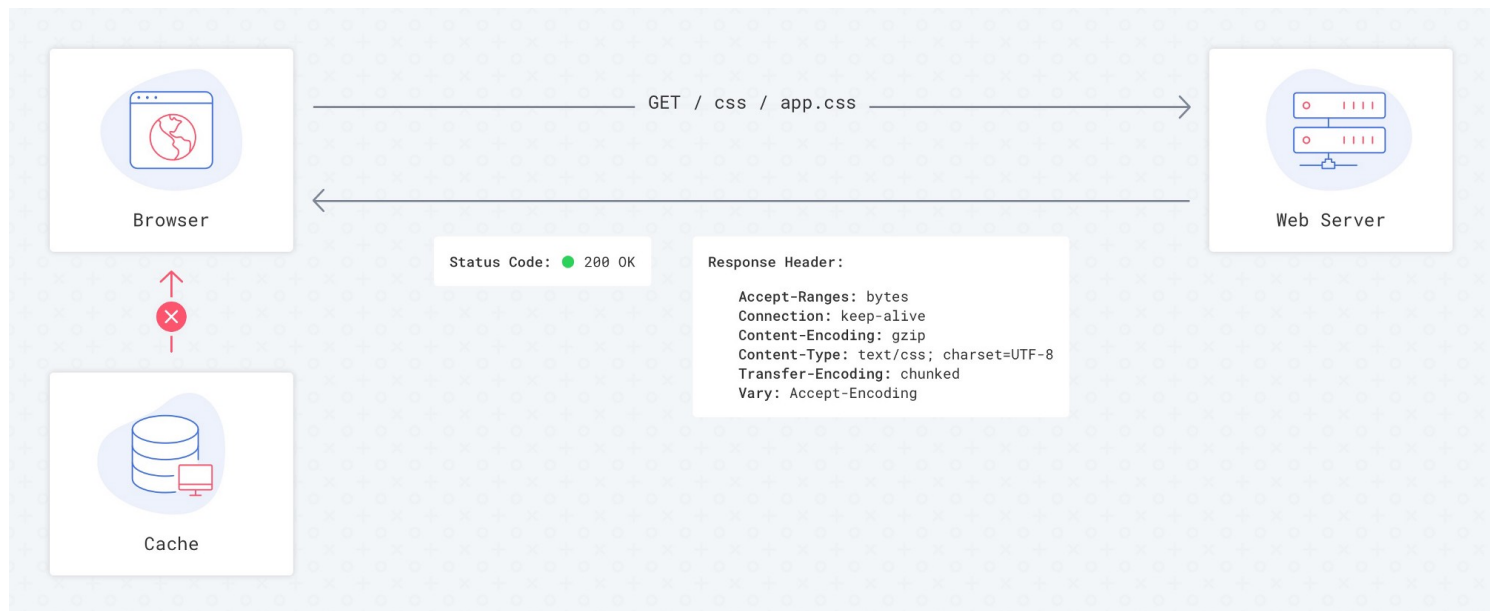 GET / css / app.css
Browser
Web Server
Status Code: 200 OK
Response Header:
Accept-Ranges: bytes
Connection: keep-alive
Content-Encoding: gzip
Content-Type: text/css; charset=UTF-8
Transfer-Encoding: chunked
Vary: Accept-Encoding
Cache